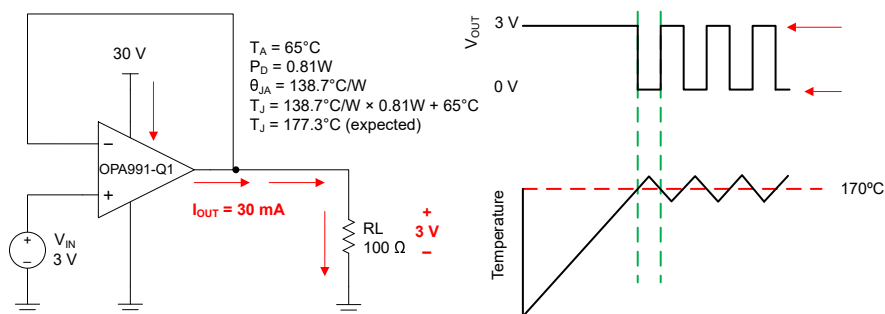 30 V
T_A = 65°C
P_D = 0.81W
θ_JA = 138.7°C/W
T_J = 138.7°C/W × 0.81W + 65°C
T_J = 177.3°C (expected)
−
OPA991-Q1
+
I_OUT = 30 mA
+
−
V_IN
3 V
RL
100 Ω
+
3 V
−
V_OUT
3 V
0 V
Temperature
170ºC